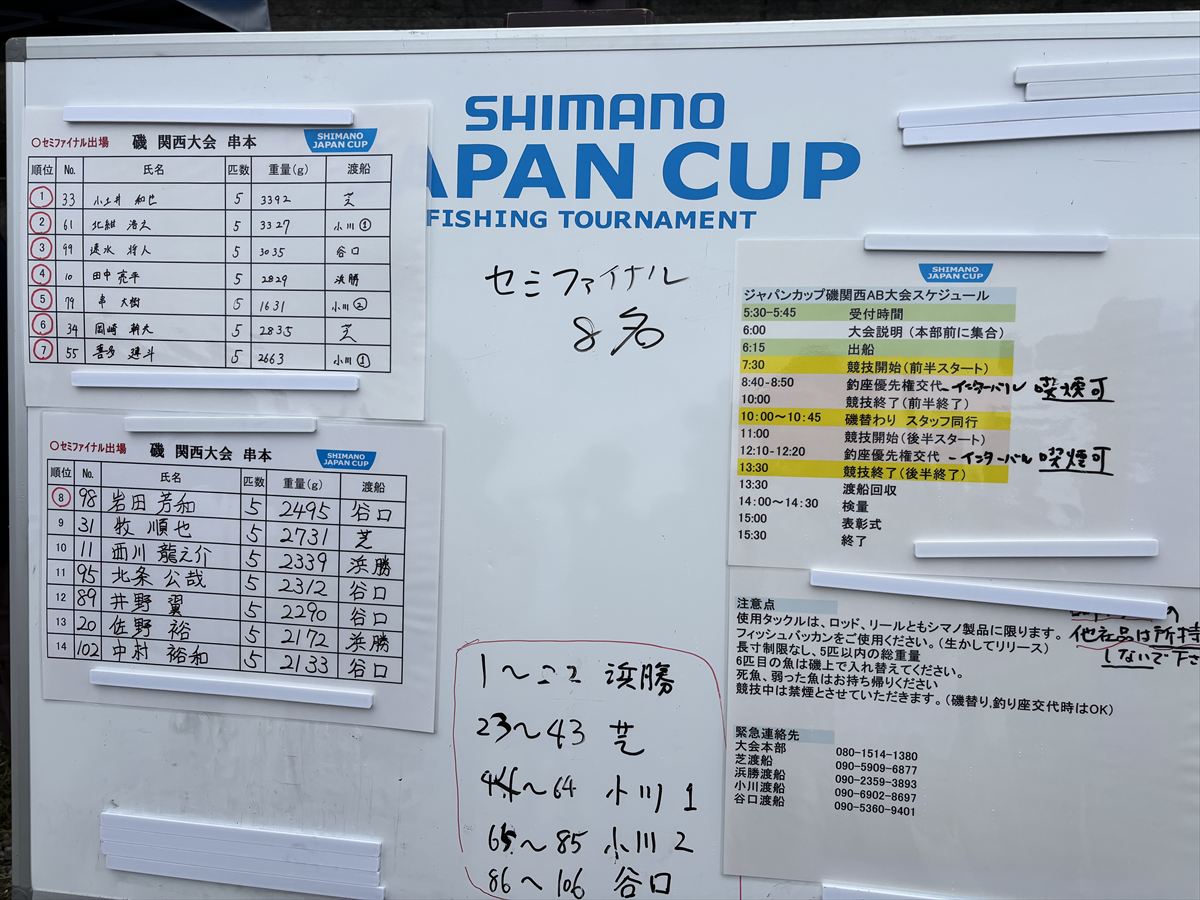 SHIMANO
JAPAN CUP
FISHING TOURNAMENT
セミファイナル
8名
○セミファイナル出場 磯 関西大会 串本 SHIMANO JAPAN CUP
順位 No. 氏名 匹数 重量(g) 渡船
1 33 小土井 和也 5 3392 芝
2 61 北紺 浩之 5 3327 小川①
3 99 速水 将人 5 3035 谷口
4 10 田中 亮平 5 2829 浜勝
5 79 串 大樹 5 1631 小川②
6 34 岡崎 幹大 5 2835 芝
7 55 喜多 建斗 5 2663 小川①
○セミファイナル出場 磯 関西大会 串本 SHIMANO JAPAN CUP
順位 No. 氏名 匹数 重量(g) 渡船
8 98 岩田 芳和 5 2495 谷口
9 31 牧 順也 5 2731 芝
10 11 西川 龍之介 5 2339 浜勝
11 95 北条 公哉 5 2312 谷口
12 89 井野 翼 5 2290 谷口
13 20 佐野 裕 5 2172 浜勝
14 102 中村 裕和 5 2133 谷口
1～22 浜勝
23～43 芝
44～64 小川1
65～85 小川2
86～106 谷口
SHIMANO JAPAN CUP
ジャパンカップ磯関西AB大会スケジュール
5:30-5:45 受付時間
6:00 大会説明（本部前に集合）
6:15 出船
7:30 競技開始（前半スタート）
8:40-8:50 釣座優先権交代-インターバル 喫煙可
10:00 競技終了（前半終了）
10:00～10:45 磯替わり スタッフ同行
11:00 競技開始（後半スタート）
12:10-12:20 釣座優先権交代-インターバル 喫煙可
13:30 競技終了（後半終了）
13:30 渡船回収
14:00～14:30 検量
15:00 表彰式
15:30 終了
注意点
使用タックルは、ロッド、リールともシマノ製品に限ります。 他社品は所持
フィッシュバッカンをご使用ください。（生かしてリリース） しないで下さ
長寸制限なし、5匹以内の総重量
6匹目の魚は磯上で入れ替えてください。
死魚、弱った魚はお持ち帰りください
競技中は禁煙とさせていただきます。（磯替り,釣り座交代時はOK）
緊急連絡先
大会本部 080-1514-1380
芝渡船 090-5909-6877
浜勝渡船 090-2359-3893
小川渡船 090-6902-8697
谷口渡船 090-5360-9401